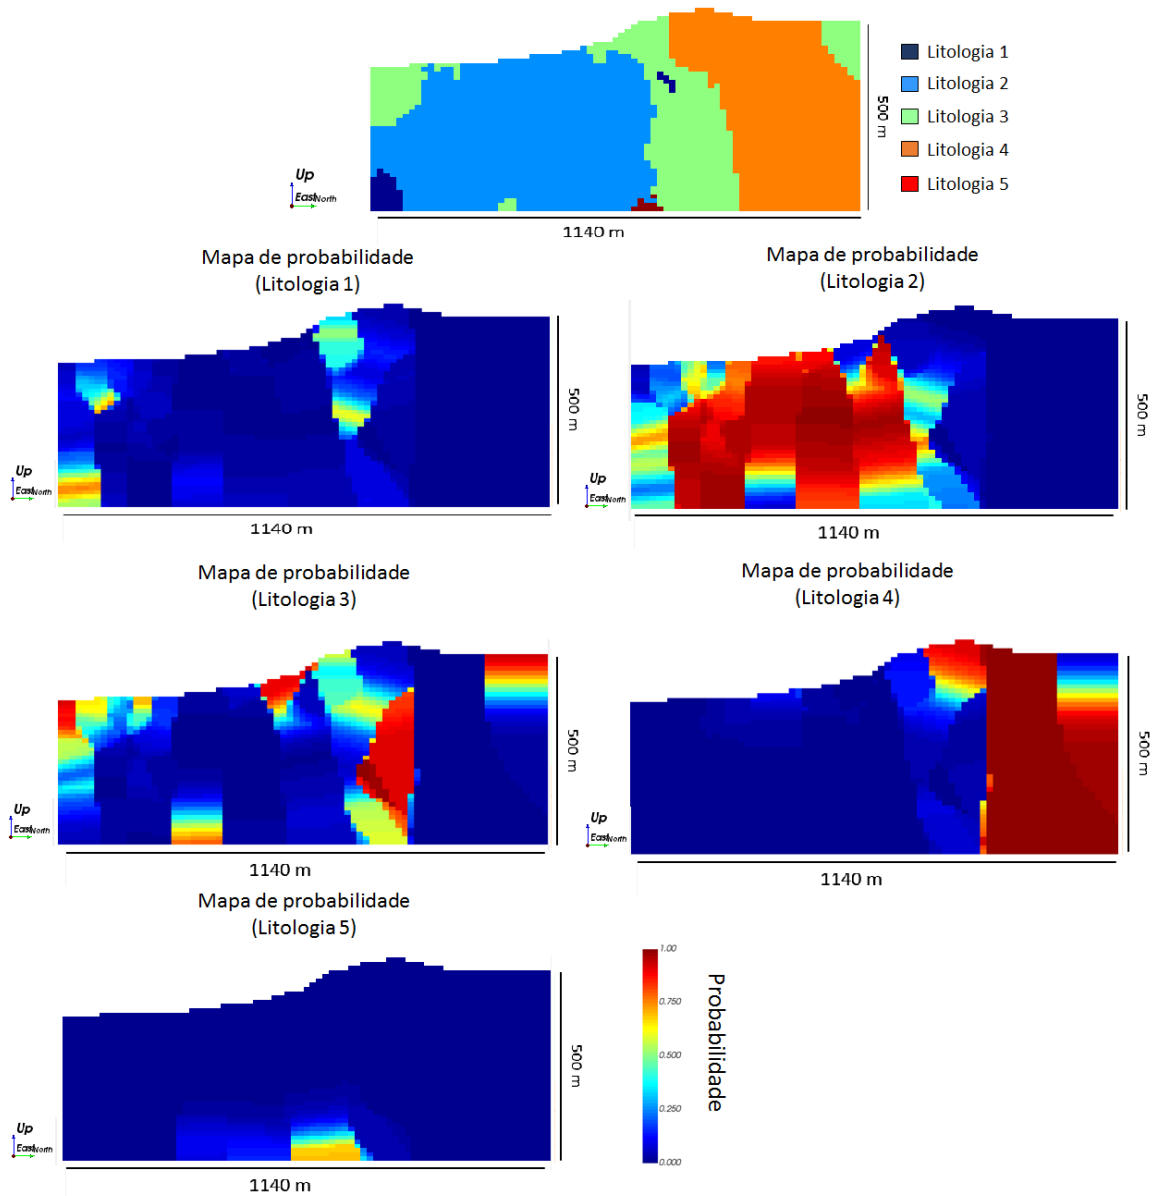 Litologia 1
Litologia 2
Litologia 3
Litologia 4
Litologia 5
500 m
Up
East North
1140 m
Mapa de probabilidade
(Litologia 1)
500 m
Up
East North
1140 m
Mapa de probabilidade
(Litologia 2)
500 m
Up
East North
1140 m
Mapa de probabilidade
(Litologia 3)
500 m
Up
East North
1140 m
Mapa de probabilidade
(Litologia 4)
500 m
Up
East North
1140 m
Mapa de probabilidade
(Litologia 5)
500 m
Up
East North
1140 m
1.00
0.750
0.500
0.250
0.000
Probabilidade